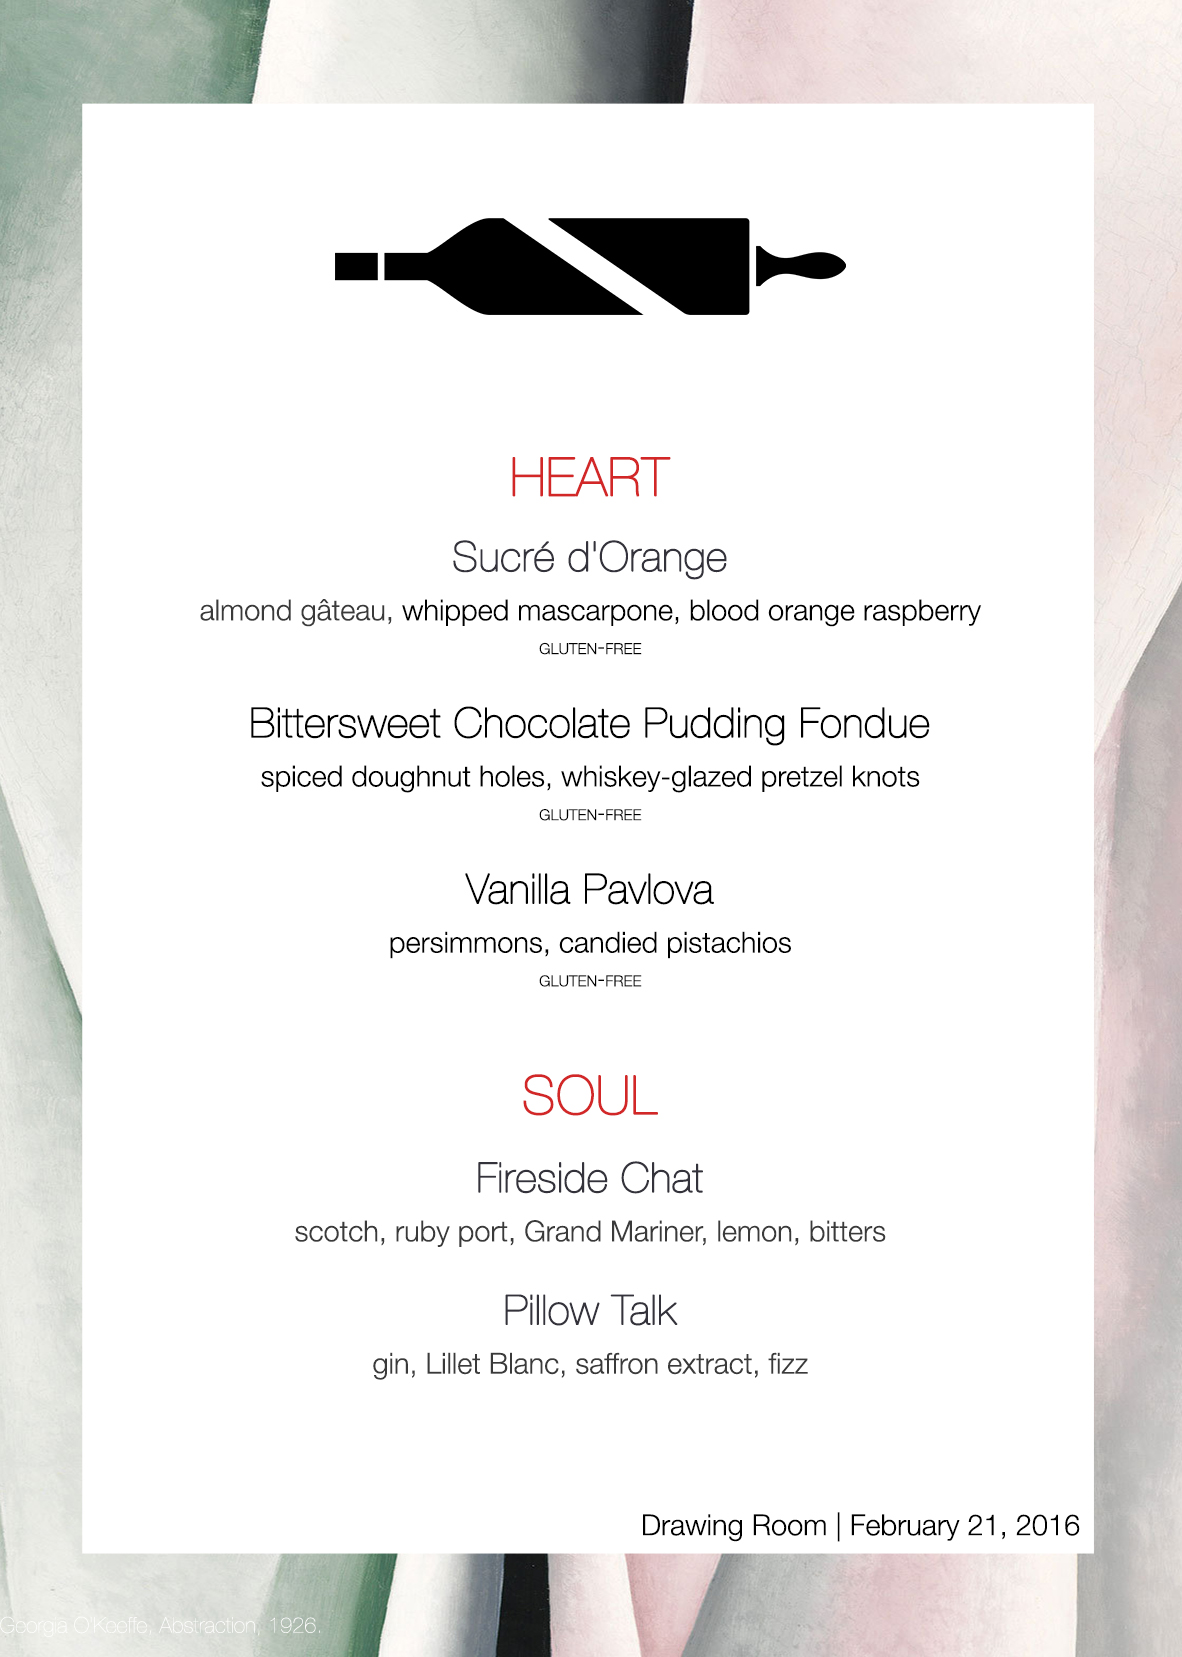 HEART
Sucré d'Orange
almond gâteau, whipped mascarpone, blood orange raspberry
GLUTEN-FREE
Bittersweet Chocolate Pudding Fondue
spiced doughnut holes, whiskey-glazed pretzel knots
GLUTEN-FREE
Vanilla Pavlova
persimmons, candied pistachios
GLUTEN-FREE
SOUL
Fireside Chat
scotch, ruby port, Grand Mariner, lemon, bitters
Pillow Talk
gin, Lillet Blanc, saffron extract, fizz
Drawing Room | February 21, 2016
Georgia O'Keeffe. Abstraction, 1926.